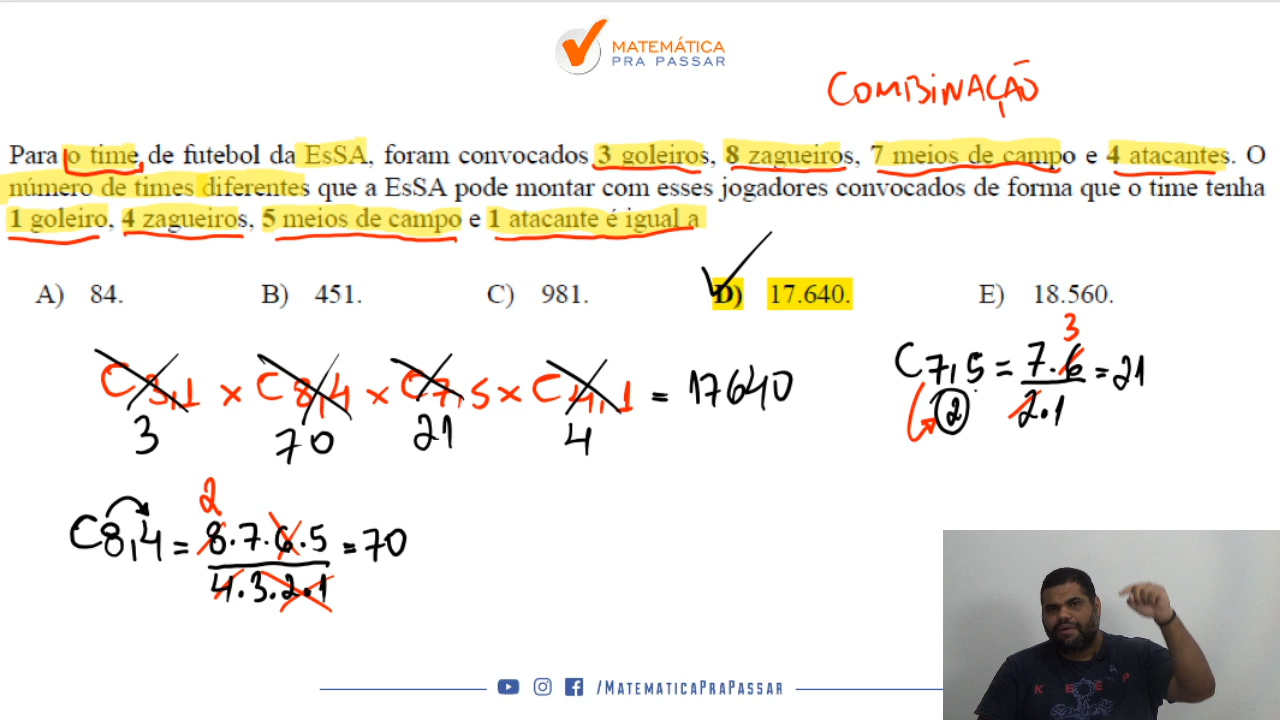 MATEMÁTICA
PRA PASSAR
COMBINAÇÃO
Para o time de futebol da EsSA, foram convocados 3 goleiros, 8 zagueiros, 7 meios de campo e 4 atacantes. O
número de times diferentes que a EsSA pode montar com esses jogadores convocados de forma que o time tenha
1 goleiro, 4 zagueiros, 5 meios de campo e 1 atacante é igual a
A) 84. B) 451. C) 981. D) 17.640. E) 18.560.
C3,1 x C8,4 x C7,5 x C4,1 = 17640
3 70 21 4
3
C7,5 = 7.6 = 21
2 2.1
2
C8,4 = 8.7.6.5 = 70
4.3.2.1
K E E P
/MatematicaPraPassar